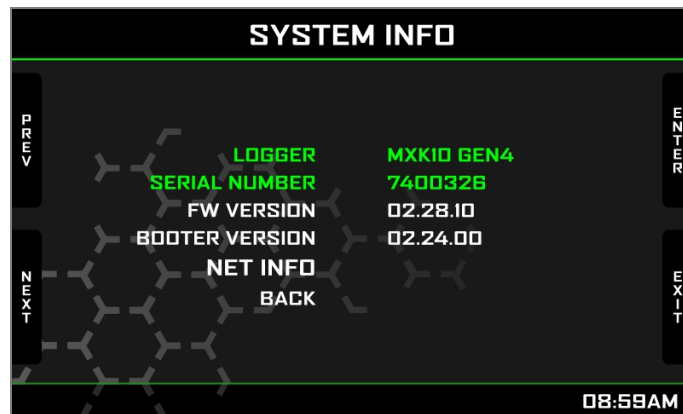 SYSTEM INFO
PREV
ENTER
LOGGER MXK10 GEN4
SERIAL NUMBER 7400326
FW VERSION 02.28.10
BOOTER VERSION 02.24.00
NET INFO
BACK
NEXT
EXIT
08:59AM